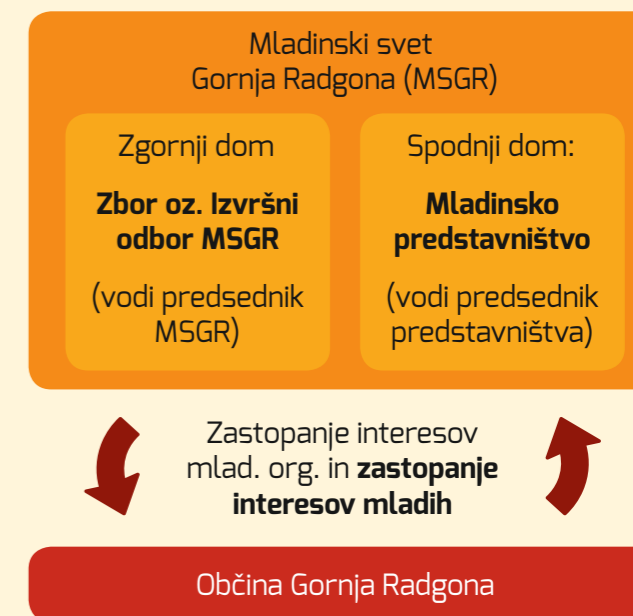 Mladinski svet
Gornja Radgona (MSGR)
Zgornji dom
Zbor oz. Izvršni
odbor MSGR
(vodi predsednik
MSGR)
Spodnji dom:
Mladinsko
predstavništvo
(vodi predsednik
predstavništva)
Zastopanje interesov
mlad. org. in zastopanje
interesov mladih
Občina Gornja Radgona